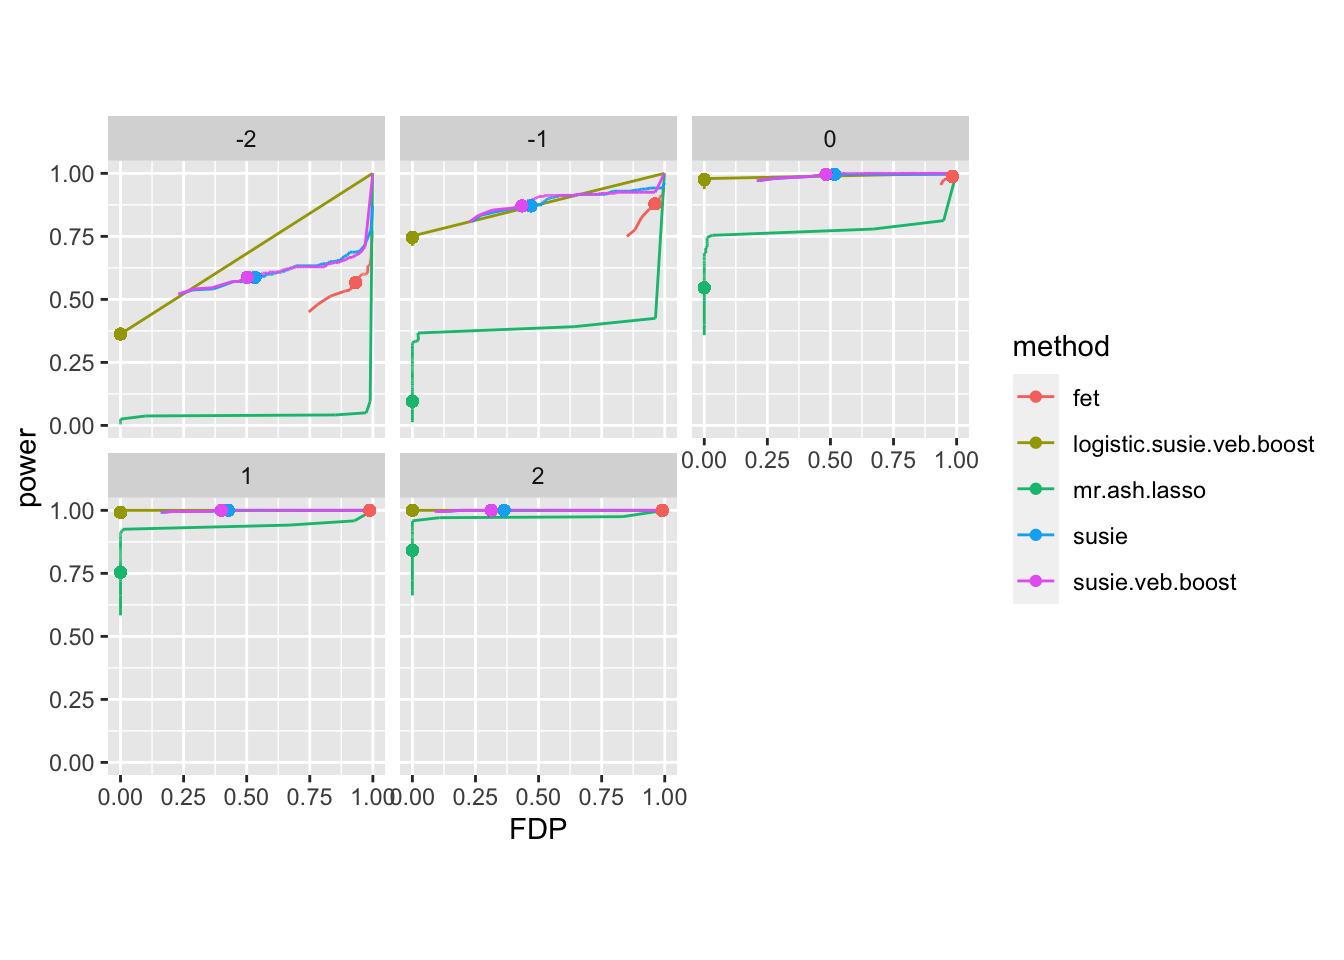 -2 -1 0
1.00
0.75
0.50
0.25
0.00
0.00 0.25 0.50 0.75 1.00
1 2
1.00
0.75
0.50
0.25
0.00
0.00 0.25 0.50 0.75 1.00 0.00 0.25 0.50 0.75 1.00
FDP
power
method
fet
logistic.susie.veb.boost
mr.ash.lasso
susie
susie.veb.boost